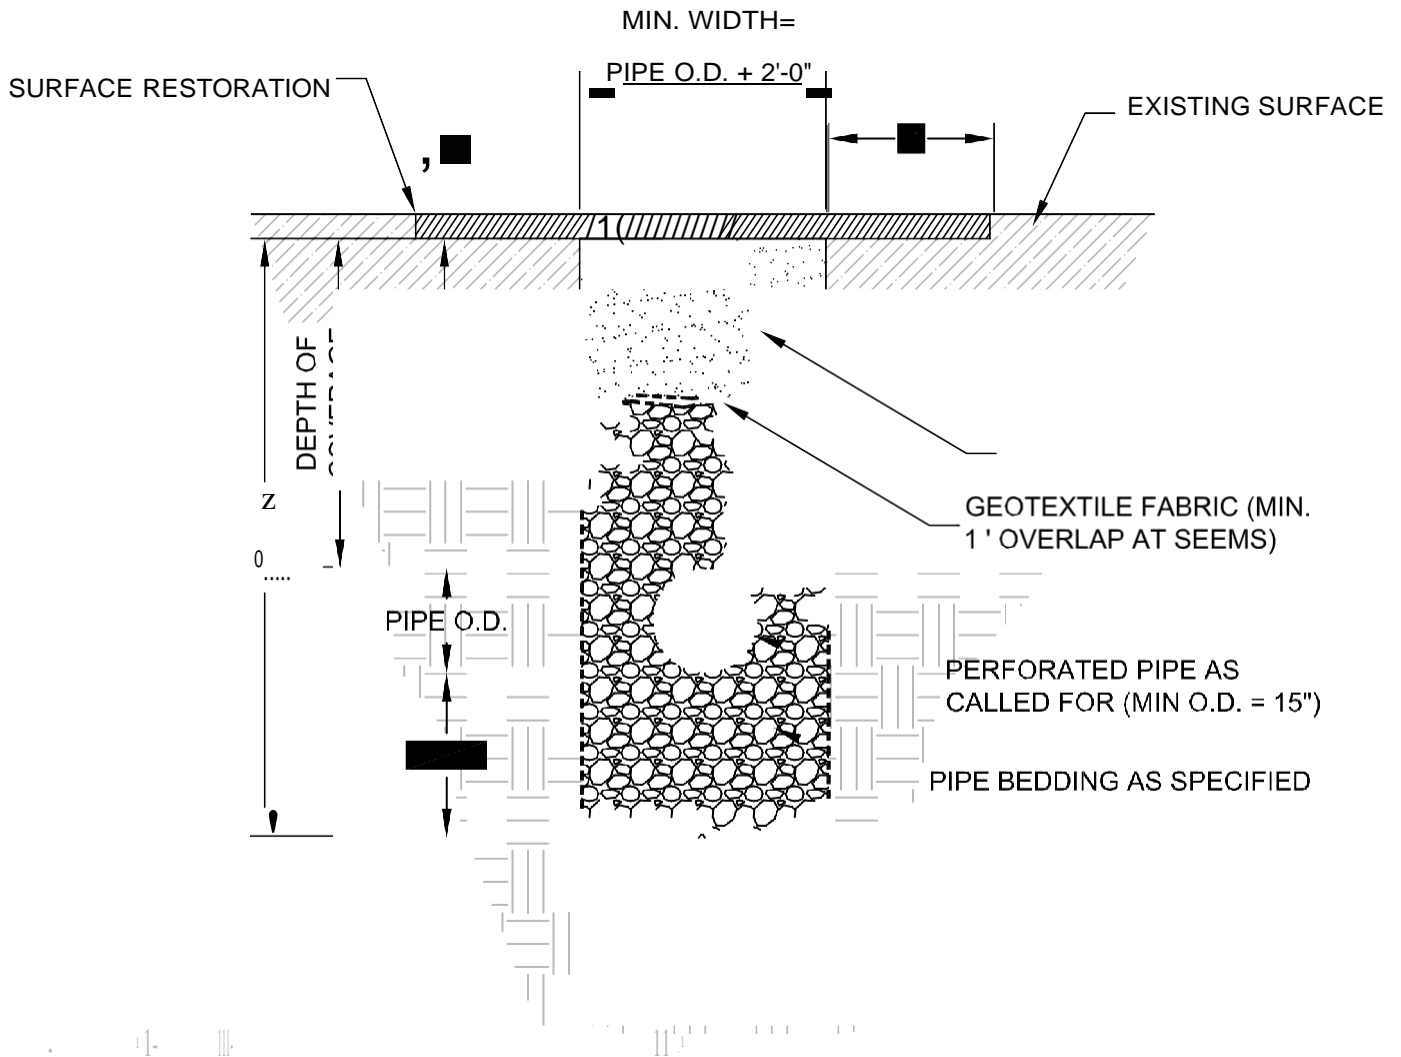 MIN. WIDTH=
PIPE O.D. + 2'-0"
SURFACE RESTORATION
EXISTING SURFACE
DEPTH OF
Z
0
GEOTEXTILE FABRIC (MIN.
1 ' OVERLAP AT SEEMS)
PIPE O.D.
PERFORATED PIPE AS
CALLED FOR (MIN O.D. = 15")
PIPE BEDDING AS SPECIFIED